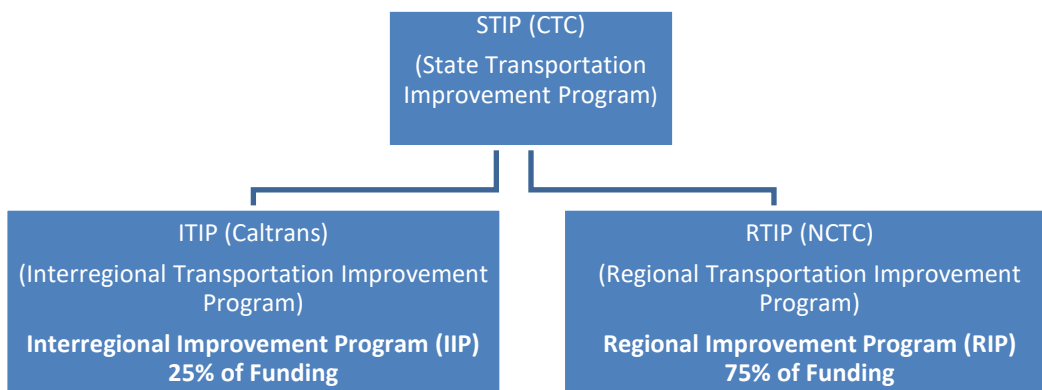 STIP (CTC)
(State Transportation
Improvement Program)
ITIP (Caltrans)
(Interregional Transportation Improvement
Program)
Interregional Improvement Program (IIP)
25% of Funding
RTIP (NCTC)
(Regional Transportation Improvement
Program)
Regional Improvement Program (RIP)
75% of Funding